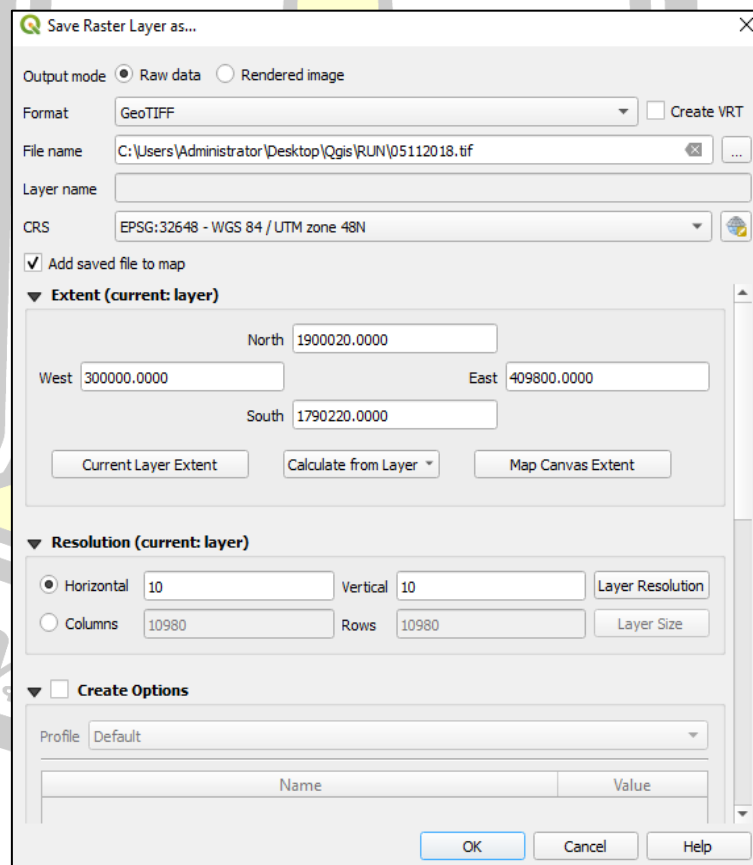 Save Raster Layer as...
Output mode Raw data Rendered image
Format GeoTIFF Create VRT
File name C:\Users\Administrator\Desktop\Qgis\RUN\05112018.tif ...
Layer name
CRS EPSG:32648 - WGS 84 / UTM zone 48N
Add saved file to map
Extent (current: layer)
North 1900020.0000
West 300000.0000 East 409800.0000
South 1790220.0000
Current Layer Extent Calculate from Layer Map Canvas Extent
Resolution (current: layer)
Horizontal 10 Vertical 10 Layer Resolution
Columns 10980 Rows 10980 Layer Size
Create Options
Profile Default
Name Value
OK Cancel Help